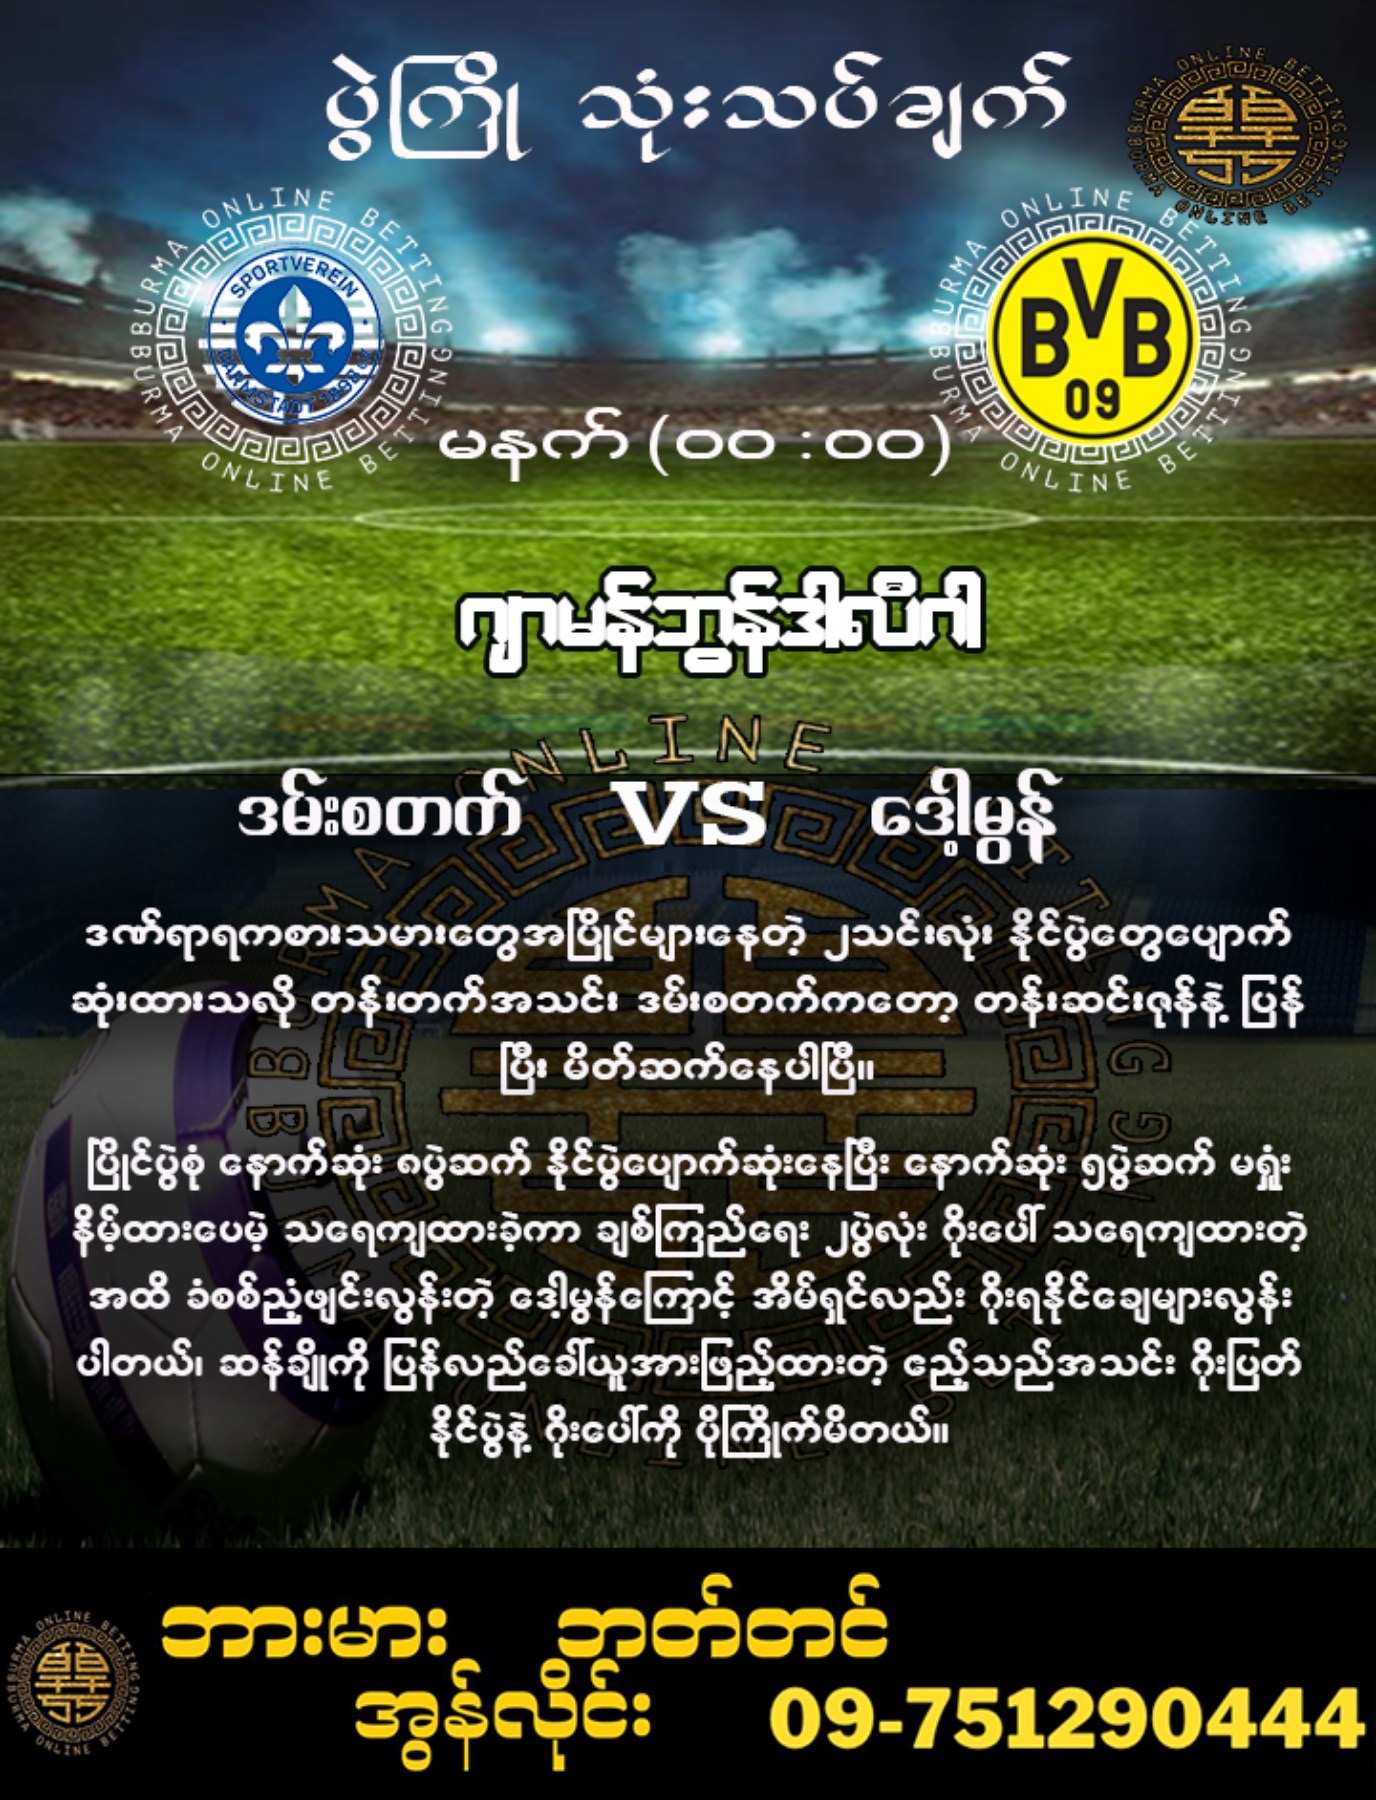 ပွဲကြို သုံးသပ်ချက်
BURMA ONLINE BETTING
SPORTVEREIN
DARMSTADT 1898
BVB
09
မနက် (၀၀ :၀၀)
ဂျာမန်ဘွန်ဒါလီဂါ
ဒမ်းစတက် VS ဒေါ့မွန်
ဒဏ်ရာရကစားသမားတွေအပြိုင်များနေတဲ့ ၂သင်းလုံး နိုင်ပွဲတွေပျောက်
ဆုံးထားသလို တန်းတက်အသင်း ဒမ်းစတက်ကတော့ တန်းဆင်းဇုန်နဲ့ ပြန်
ပြီး မိတ်ဆက်နေပါပြီ။
ပြိုင်ပွဲစုံ နောက်ဆုံး ၈ပွဲဆက် နိုင်ပွဲပျောက်ဆုံးနေပြီး နောက်ဆုံး ၅ပွဲဆက် မရှုံး
နိမ့်ထားပေမဲ့ သရေကျထားခဲ့ကာ ချစ်ကြည်ရေး ၂ပွဲလုံး ဂိုးပေါ် သရေကျထားတဲ့
အထိ ခံစစ်ညံ့ဖျင်းလွန်းတဲ့ ဒေါ့မွန်ကြောင့် အိမ်ရှင်လည်း ဂိုးရနိုင်ချေများလွန်း
ပါတယ်၊ ဆန်ချိုကို ပြန်လည်ခေါ်ယူအားဖြည့်ထားတဲ့ ဧည့်သည်အသင်း ဂိုးပြတ်
နိုင်ပွဲနဲ့ ဂိုးပေါ်ကို ပိုကြိုက်မိတယ်။
ဘားမား ဘတ်တင်
အွန်လိုင်း 09-751290444
BURMA ONLINE BETTING